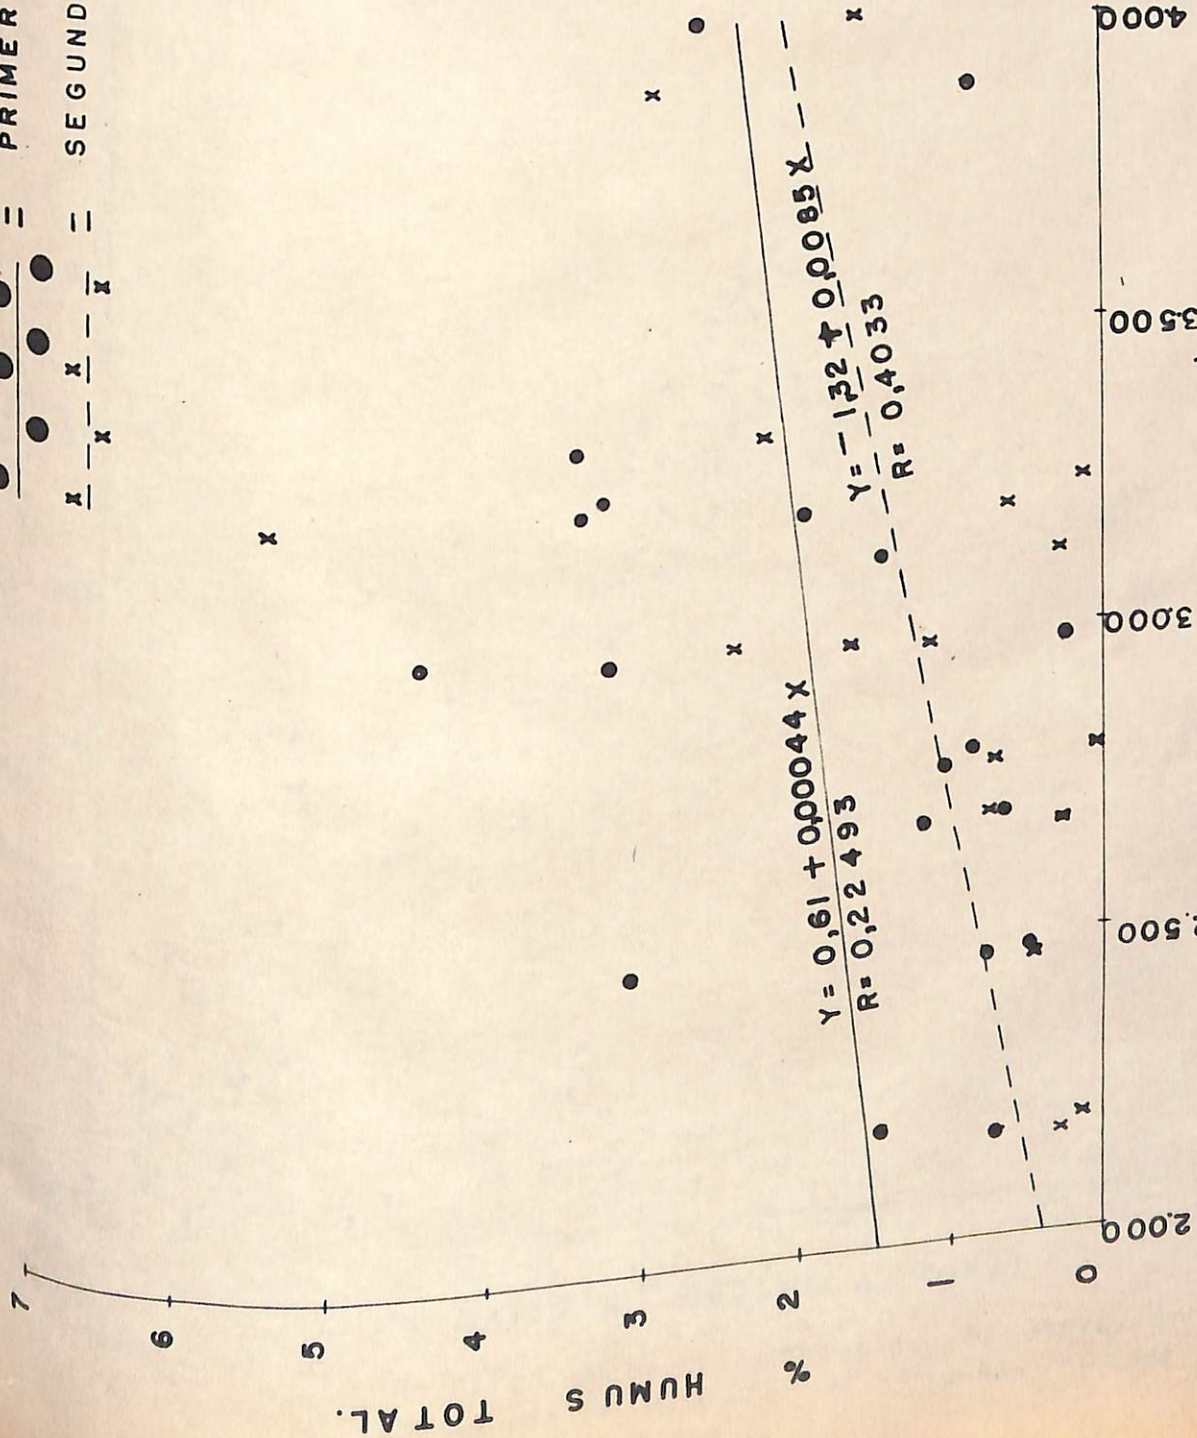 = PRIMER
= SEGUND
7
6
5
4
3
2
1
0
% HUMUS TOTAL.
Y= 0,61 + 0,00044 X
R= 0,22493
Y= -1,32 + 0,0085 X
R= 0,4033
2.000
.500
3.000
3.500
4.000